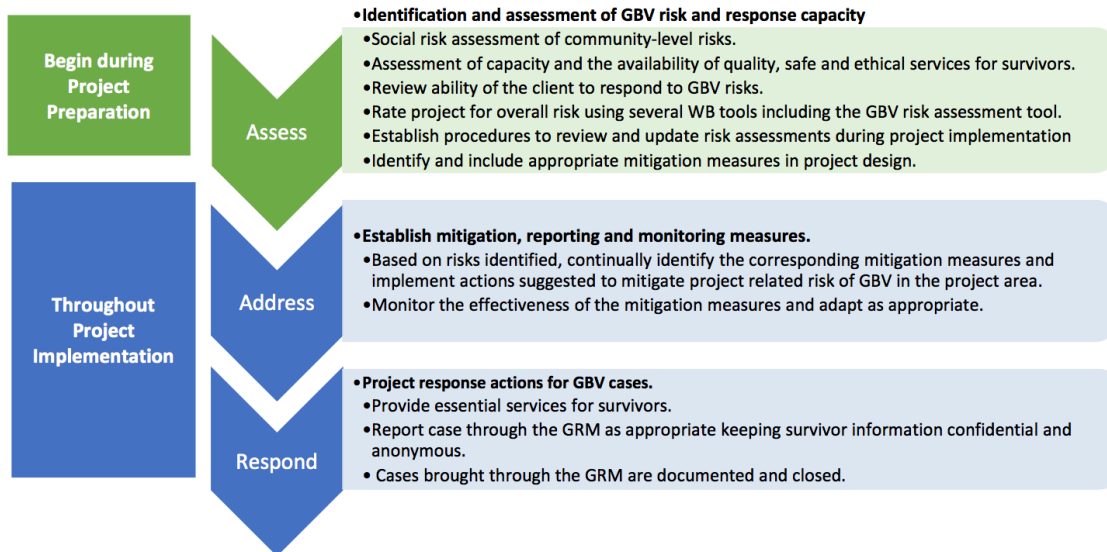 Begin during
Project
Preparation
Assess
•Identification and assessment of GBV risk and response capacity
•Social risk assessment of community-level risks.
•Assessment of capacity and the availability of quality, safe and ethical services for survivors.
•Review ability of the client to respond to GBV risks.
•Rate project for overall risk using several WB tools including the GBV risk assessment tool.
•Establish procedures to review and update risk assessments during project implementation
•Identify and include appropriate mitigation measures in project design.
Throughout
Project
Implementation
Address
•Establish mitigation, reporting and monitoring measures.
•Based on risks identified, continually identify the corresponding mitigation measures and
implement actions suggested to mitigate project related risk of GBV in the project area.
•Monitor the effectiveness of the mitigation measures and adapt as appropriate.
Respond
•Project response actions for GBV cases.
•Provide essential services for survivors.
•Report case through the GRM as appropriate keeping survivor information confidential and
anonymous.
• Cases brought through the GRM are documented and closed.